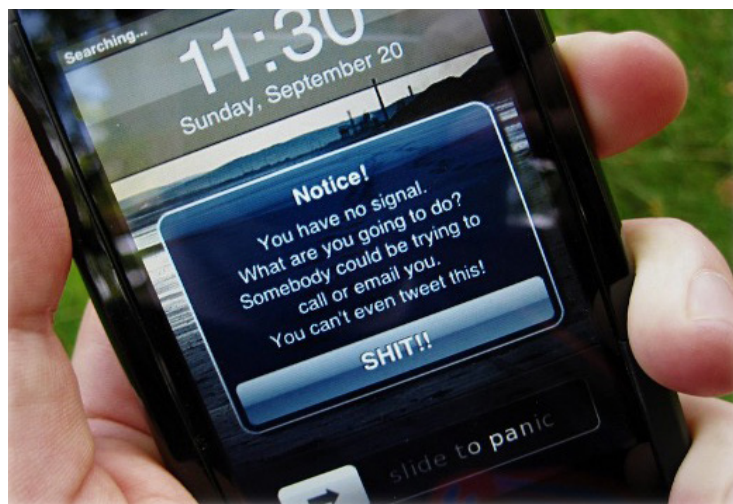 Searching...
11:30
Sunday, September 20
Notice!
You have no signal.
What are you going to do?
Somebody could be trying to
call or email you.
You can't even tweet this!
SHIT!!
slide to panic